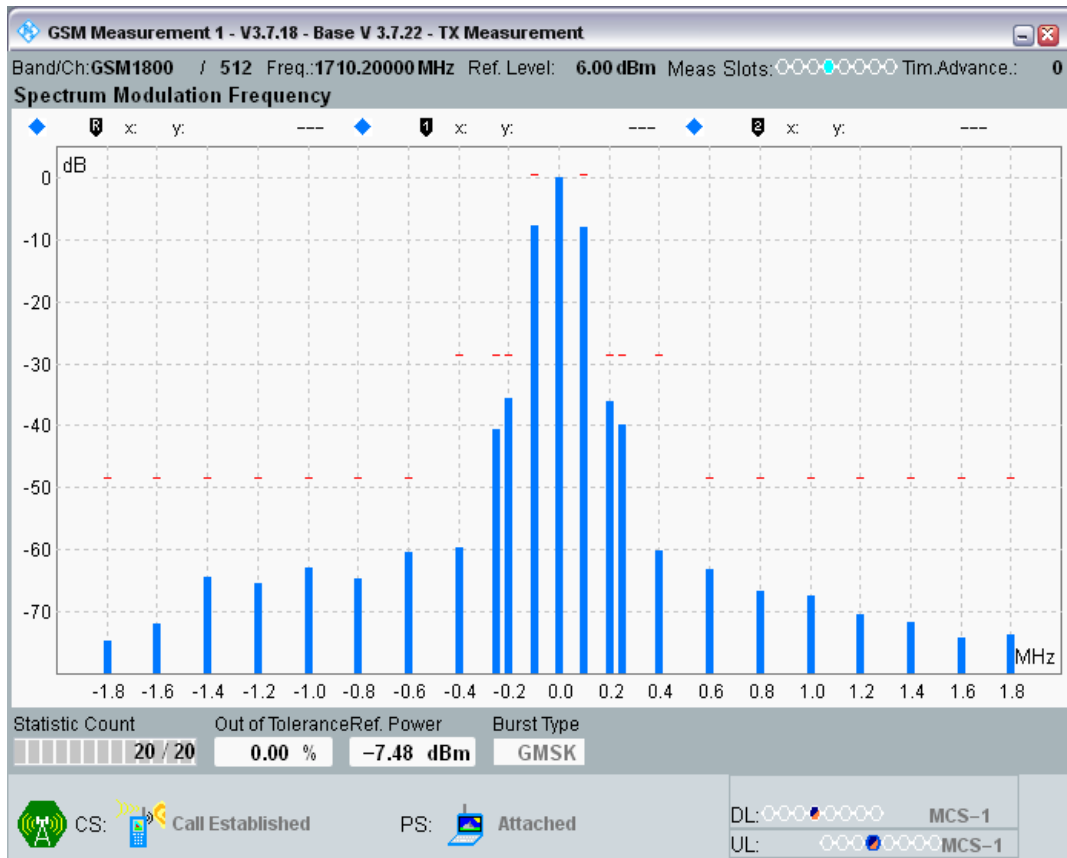 GSM Measurement 1 - V3.7.18 - Base V 3.7.22 - TX Measurement
Band/Ch:GSM1800 / 512 Freq.:1710.20000 MHz Ref. Level: 6.00 dBm Meas Slots: Tim.Advance.: 0
Spectrum Modulation Frequency
R x: y: --- 1 x: y: --- 2 x: y: ---
dB
0
-10
-20
-30
-40
-50
-60
-70
MHz
-1.8 -1.6 -1.4 -1.2 -1.0 -0.8 -0.6 -0.4 -0.2 0.0 0.2 0.4 0.6 0.8 1.0 1.2 1.4 1.6 1.8
Statistic Count Out of Tolerance Ref. Power Burst Type
20 / 20 0.00 % −7.48 dBm GMSK
CS: Call Established PS: Attached
DL: MCS−1
UL: MCS−1